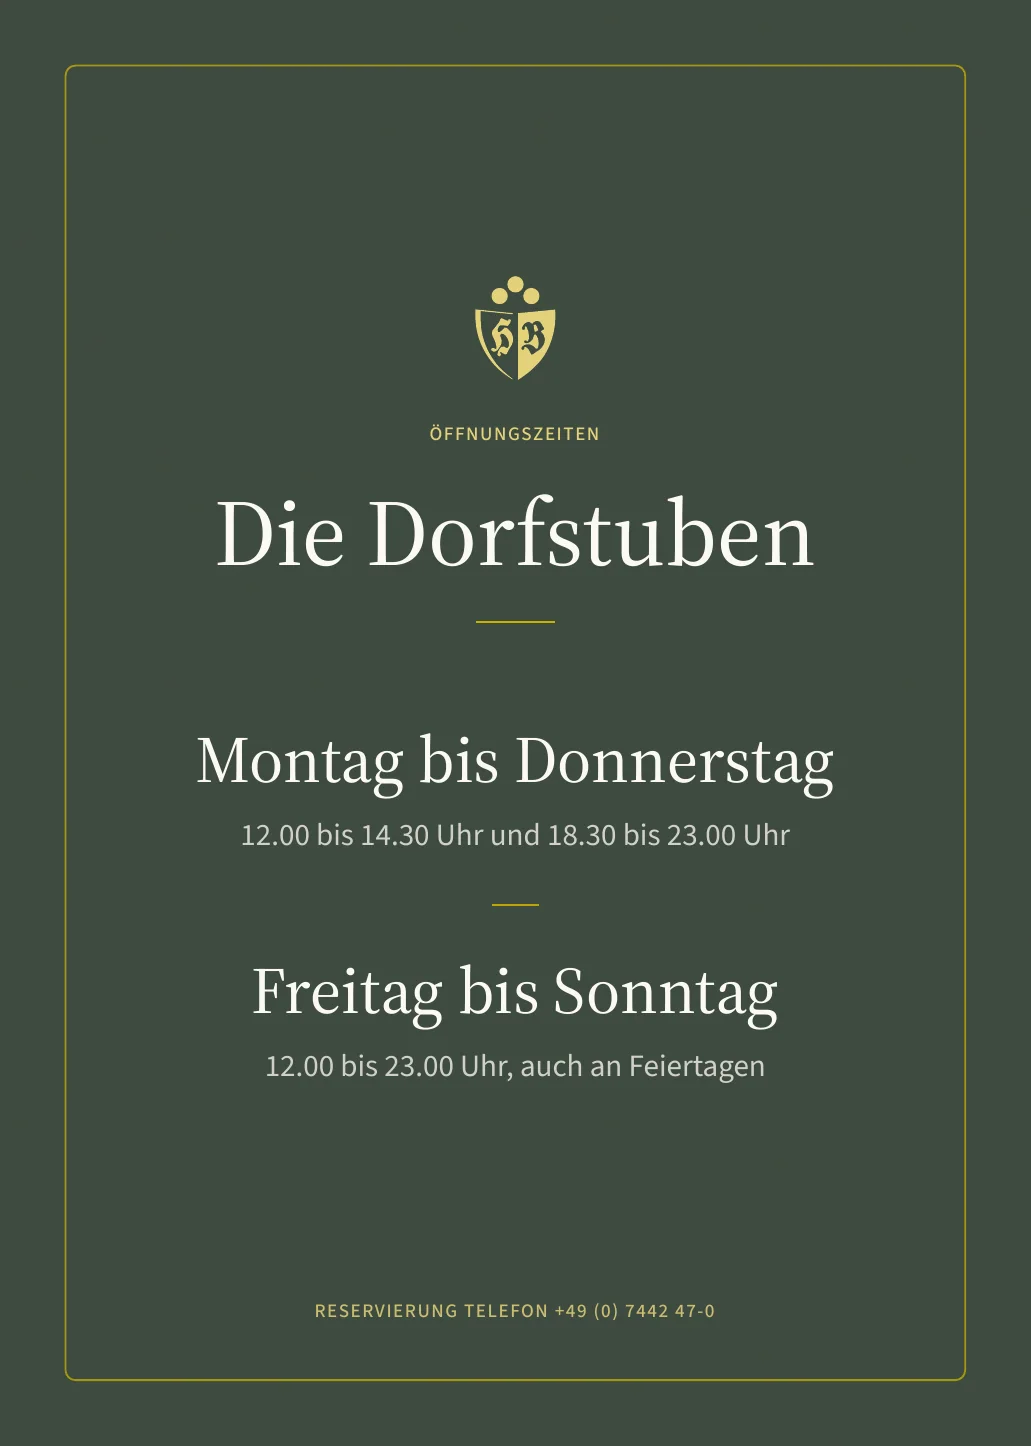 HB
ÖFFNUNGSZEITEN
Die Dorfstuben
Montag bis Donnerstag
12.00 bis 14.30 Uhr und 18.30 bis 23.00 Uhr
Freitag bis Sonntag
12.00 bis 23.00 Uhr, auch an Feiertagen
RESERVIERUNG TELEFON +49 (0) 7442 47-0